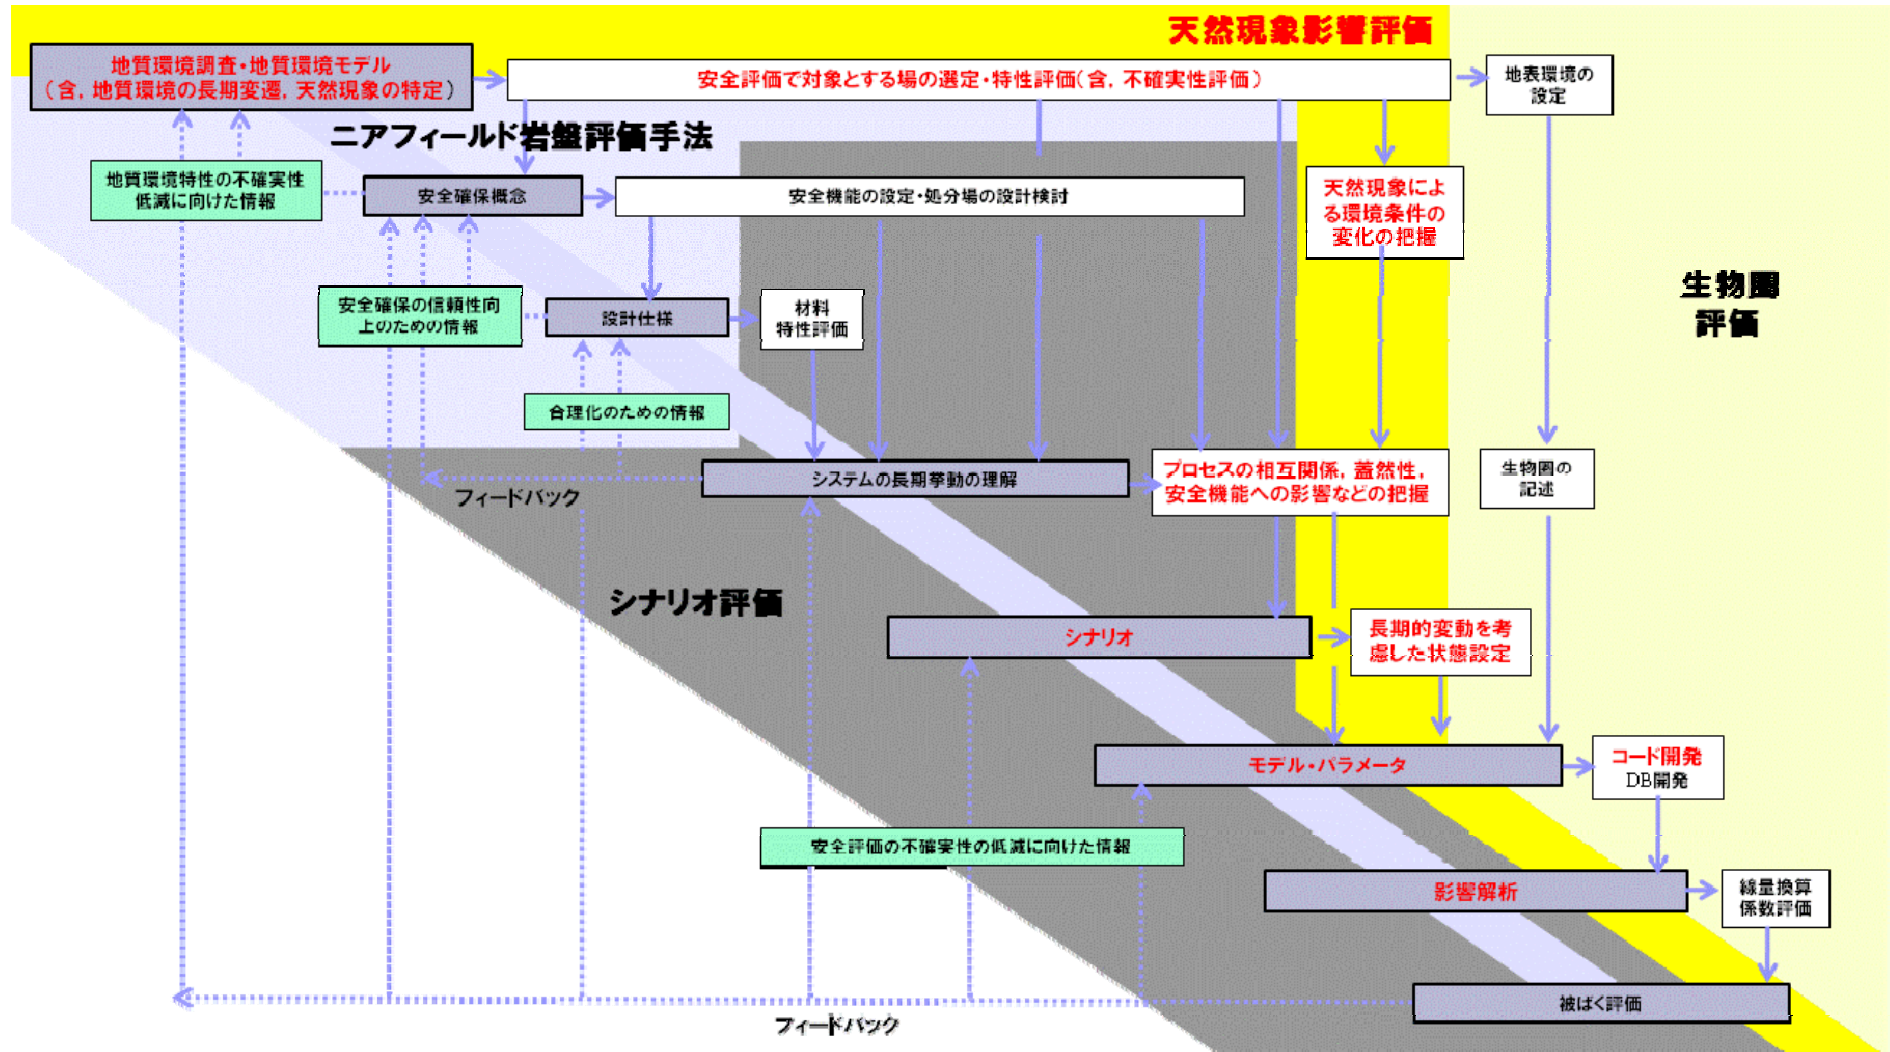 天然現象影響評価
地質環境調査・地質環境モデル
（含, 地質環境の長期変遷, 天然現象の特定）
安全評価で対象とする場の選定・特性評価（含, 不確実性評価）
地表環境の
設定
ニアフィールド岩盤評価手法
地質環境特性の不確実性
低減に向けた情報
安全確保概念
安全機能の設定・処分場の設計検討
天然現象によ
る環境条件の
変化の把握
生物圏
評価
安全確保の信頼性向
上のための情報
設計仕様
材料
特性評価
合理化のための情報
システムの長期挙動の理解
プロセスの相互関係, 蓋然性,
安全機能への影響などの把握
生物圏の
記述
フィードバック
シナリオ評価
シナリオ
長期的変動を考
慮した状態設定
モデル・パラメータ
コード開発
DB開発
安全評価の不確実性の低減に向けた情報
影響解析
線量換算
係数評価
被ばく評価
フィードバック